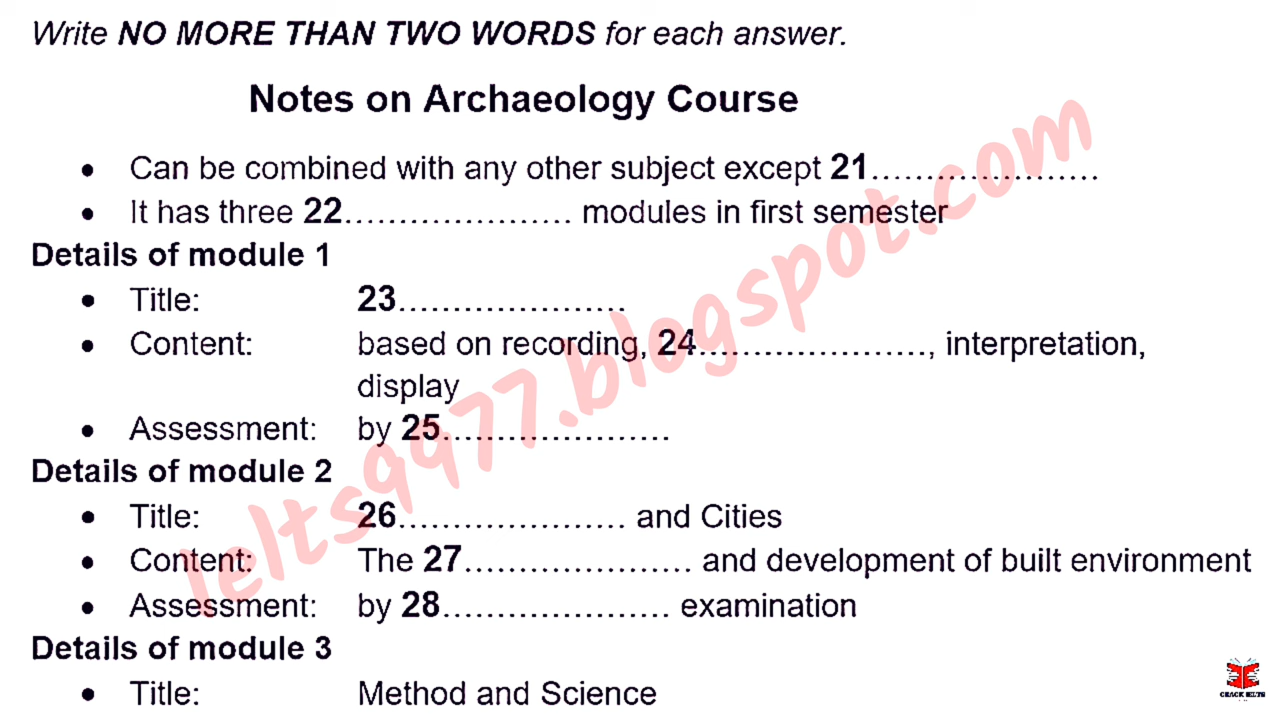 Write NO MORE THAN TWO WORDS for each answer.
Notes on Archaeology Course
• Can be combined with any other subject except 21.....................
• It has three 22..................... modules in first semester
Details of module 1
• Title: 23.....................
• Content: based on recording, 24....................., interpretation,
display
• Assessment: by 25.....................
Details of module 2
• Title: 26..................... and Cities
• Content: The 27..................... and development of built environment
• Assessment: by 28..................... examination
Details of module 3
• Title: Method and Science
Ielts9977.blogspot.com
CRACK IELTS